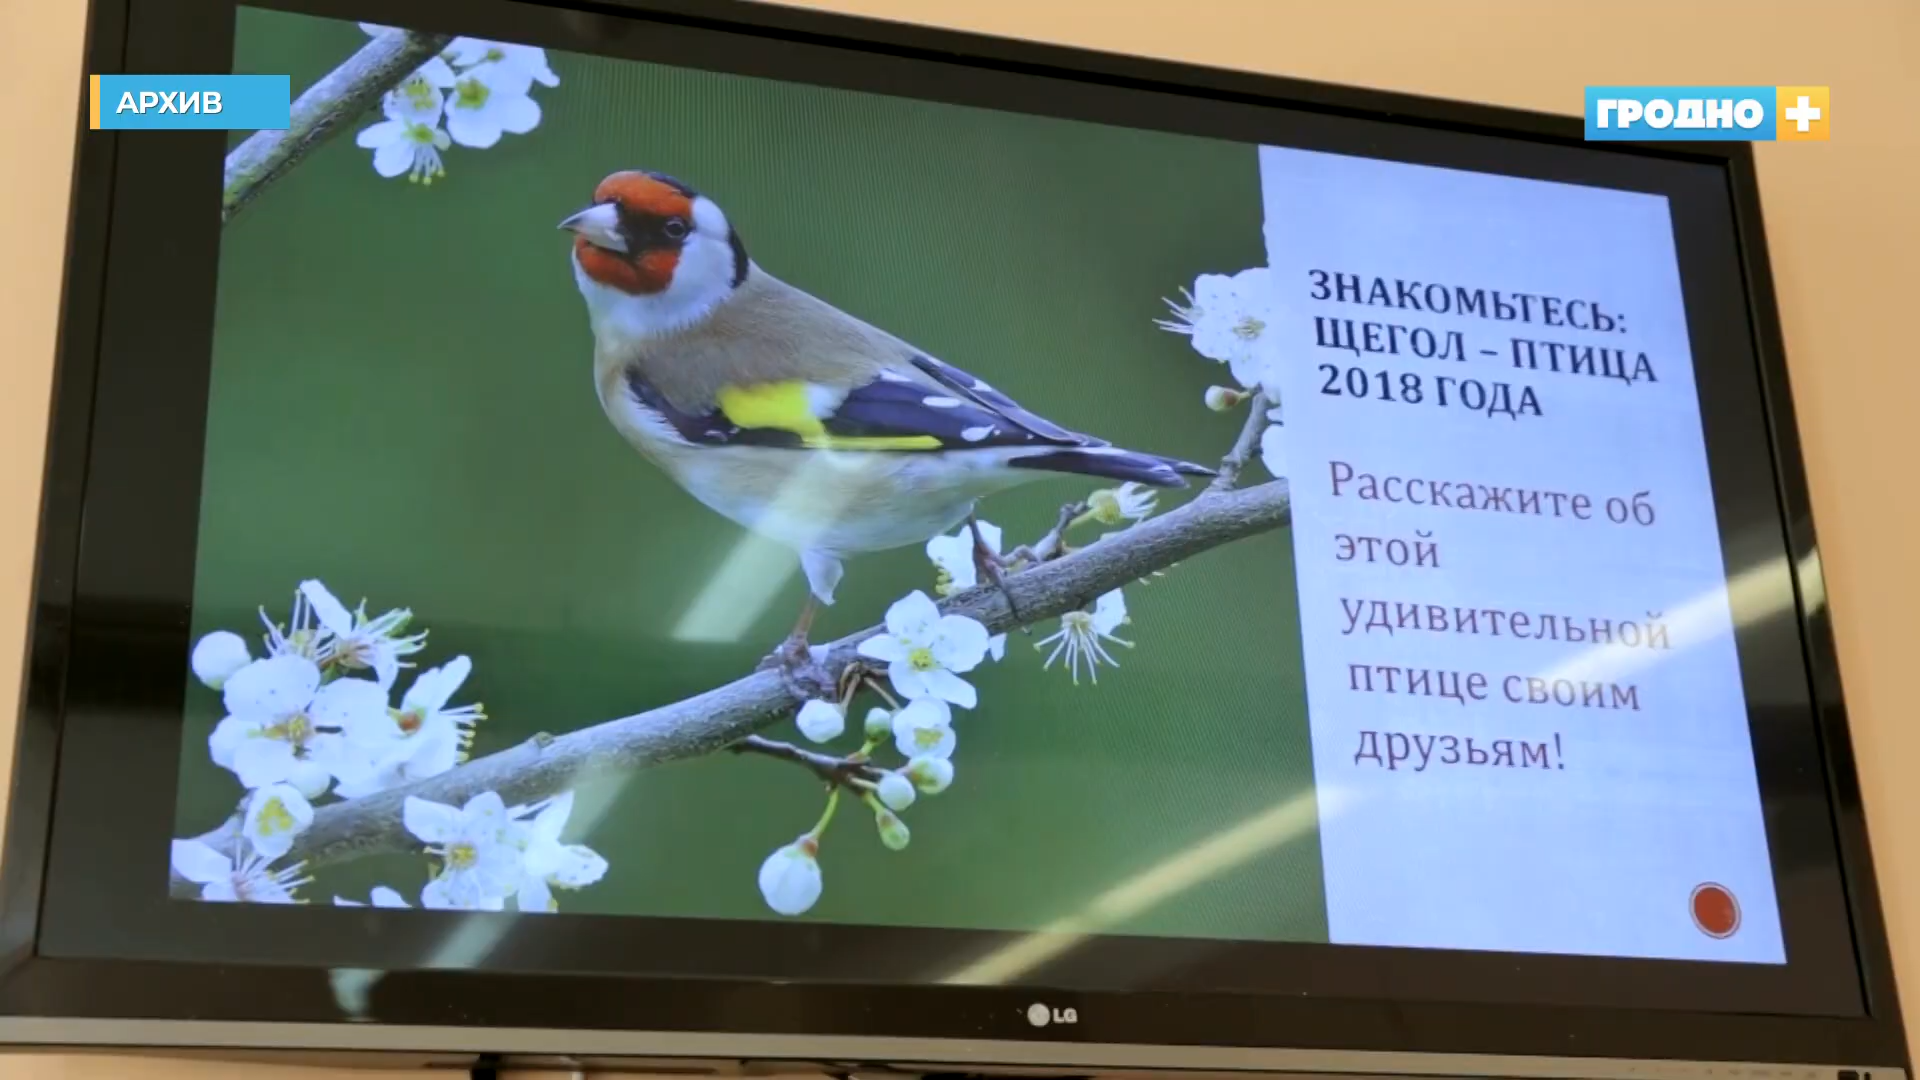 АРХИВ
ГРОДНО +
ЗНАКОМЬТЕСЬ:
ЩЕГОЛ – ПТИЦА
2018 ГОДА
Расскажите об
этой
удивительной
птице своим
друзьям!
LG